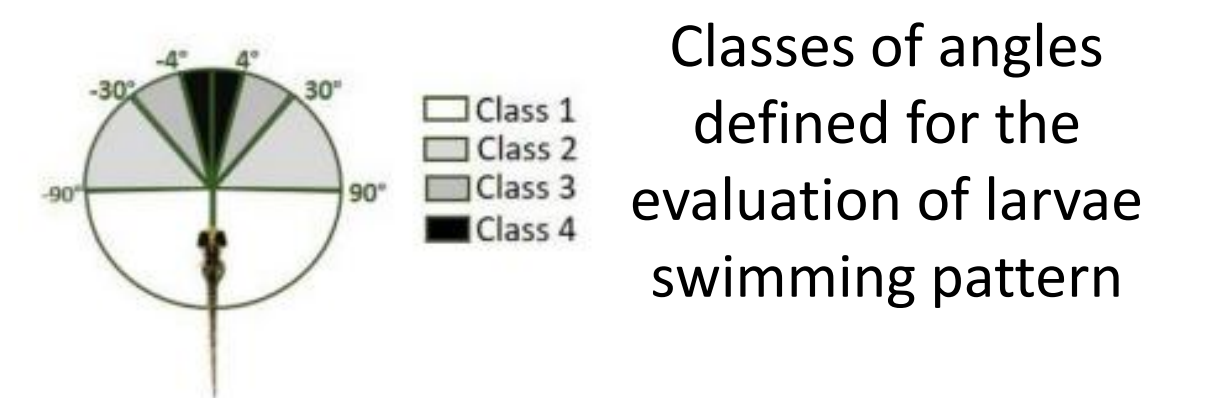 -4° 4°
-30° 30°
-90° 90°
Class 1
Class 2
Class 3
Class 4
Classes of angles
defined for the
evaluation of larvae
swimming pattern